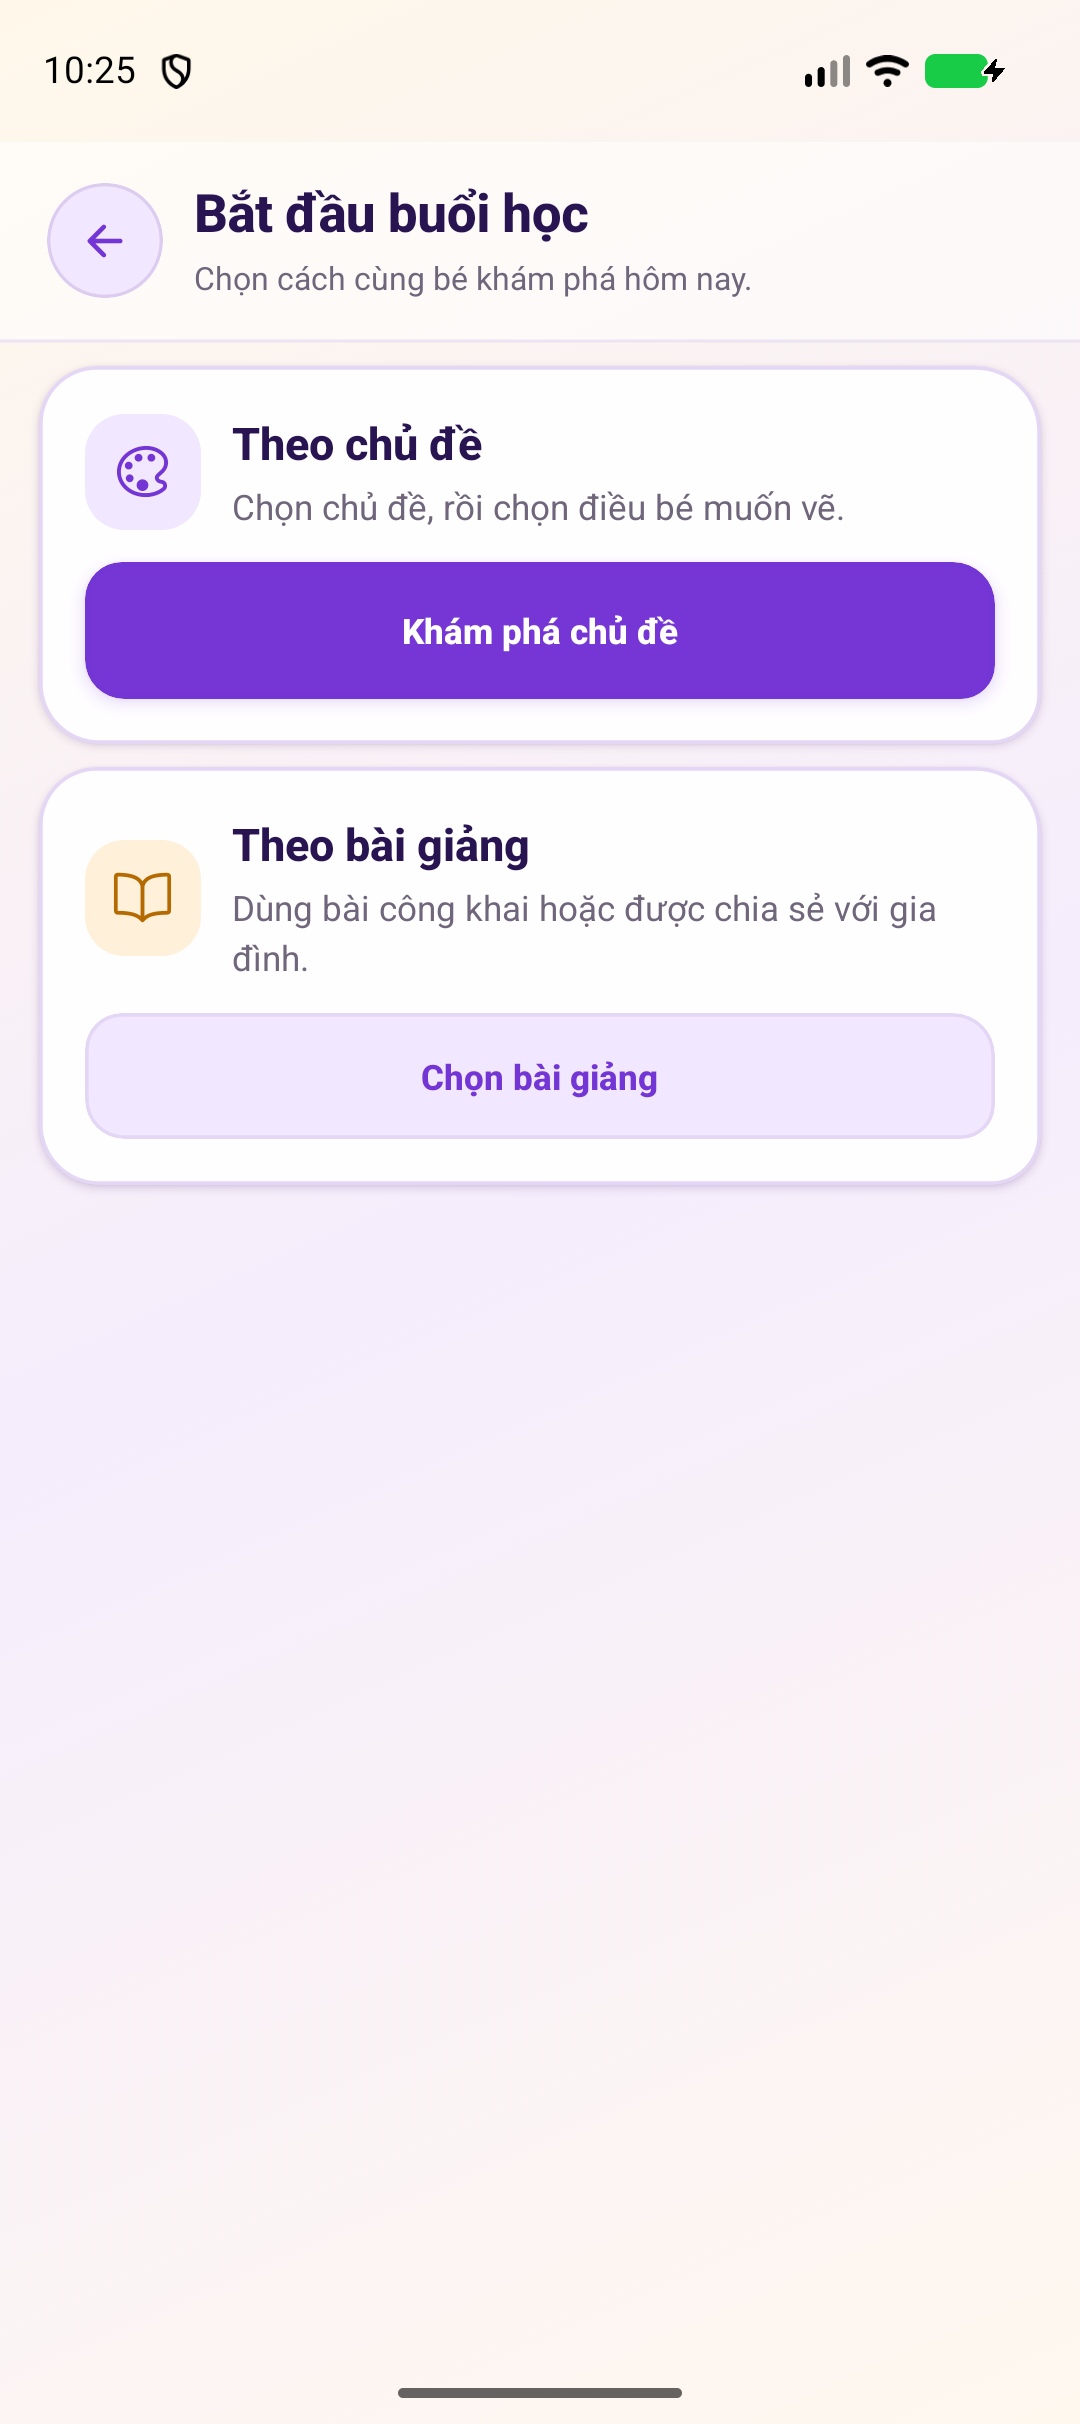 10:25
Bắt đầu buổi học
Chọn cách cùng bé khám phá hôm nay.
Theo chủ đề
Chọn chủ đề, rồi chọn điều bé muốn vẽ.
Khám phá chủ đề
Theo bài giảng
Dùng bài công khai hoặc được chia sẻ với gia
đình.
Chọn bài giảng